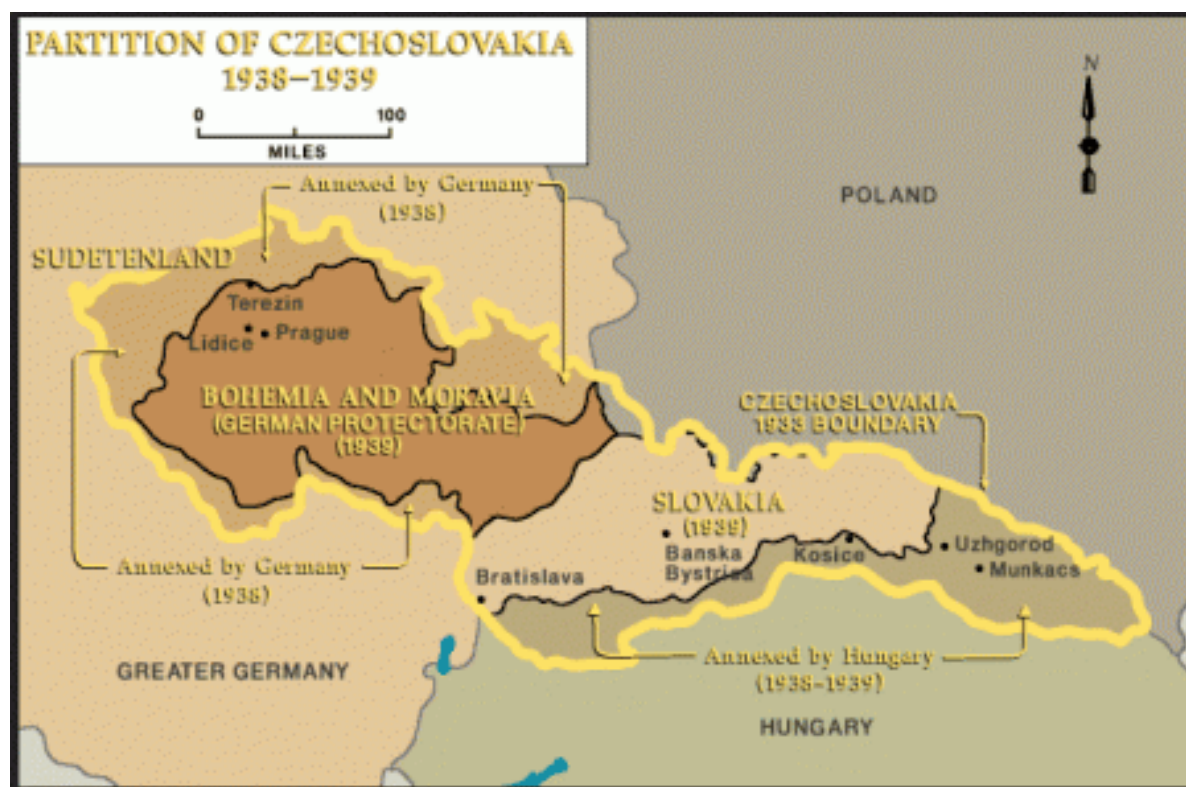 PARTITION OF CZECHOSLOVAKIA
1938–1939
0 100
MILES
N
Annexed by Germany
(1938)
POLAND
SUDETENLAND
Terezin
Lidice
Prague
BOHEMIA AND MORAVIA
(GERMAN PROTECTORATE)
(1939)
CZECHOSLOVAKIA
1933 BOUNDARY
SLOVAKIA
(1939)
Banska
Bystrica
Kosice
Uzhgorod
Munkacs
Annexed by Germany
(1938)
Bratislava
Annexed by Hungary
(1938–1939)
GREATER GERMANY
HUNGARY